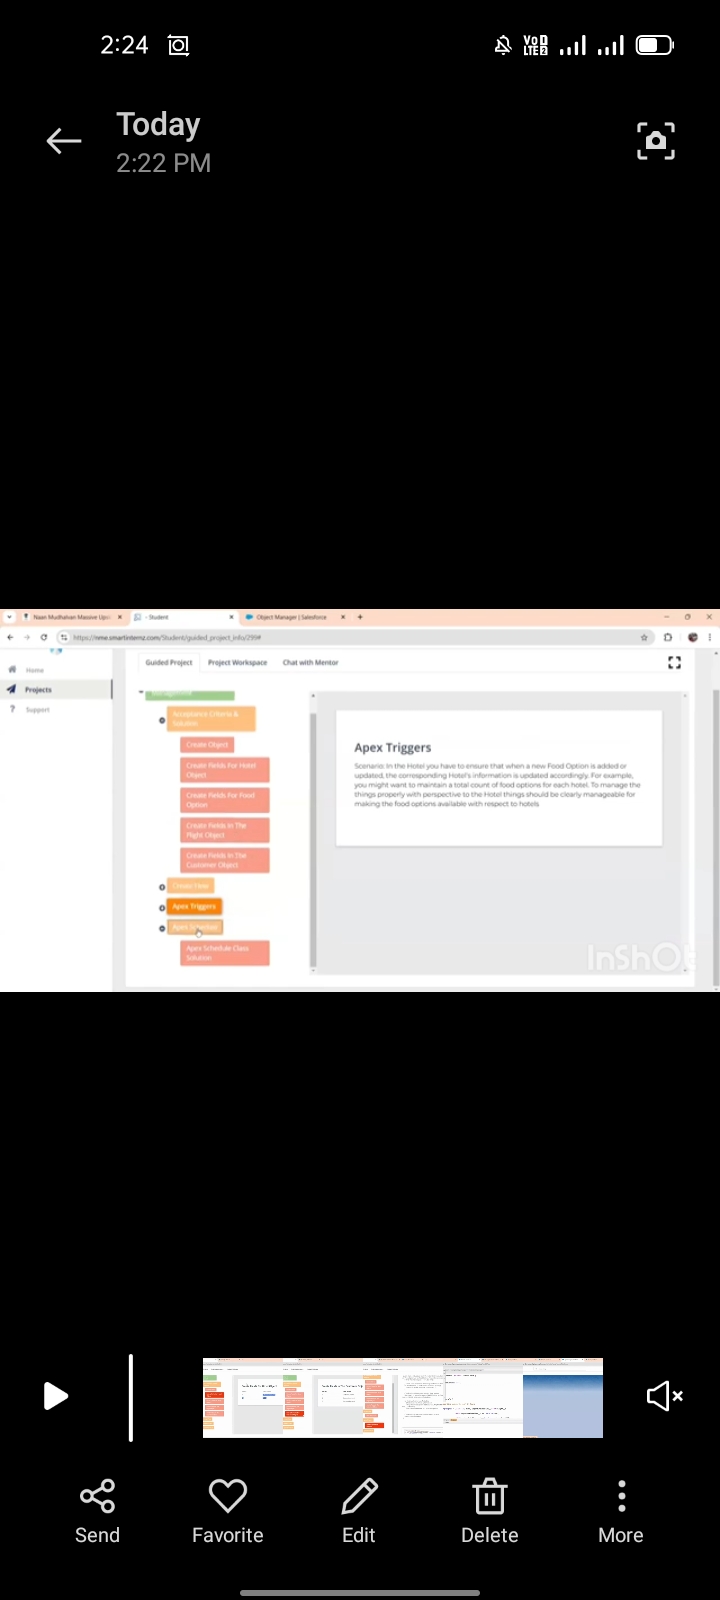 2:24
VoD
LTE 2
Today
2:22 PM
Naan Mudhalvan Massive Upsk
- Student
Object Manager | Salesforce
https://nme.smartinternz.com/Student/guided_project_info/299#
Home
Projects
Support
Guided Project
Project Workspace
Chat with Mentor
Management
Acceptance Criteria &
Solution
Create Object
Create Fields For Hotel
Object
Create Fields For Food
Option
Create Fields In The
Flight Object
Create Fields In The
Customer Object
Create Flow
Apex Triggers
Apex Schedule
Apex Schedule Class
Solution
Apex Triggers
Scenario: In the Hotel you have to ensure that when a new Food Option is added or
updated, the corresponding Hotel's information is updated accordingly. For example,
you might want to maintain a total count of food options for each hotel. To manage the
things properly with perspective to the Hotel things should be clearly manageable for
making the food options available with respect to hotels
InShOt
Send
Favorite
Edit
Delete
More